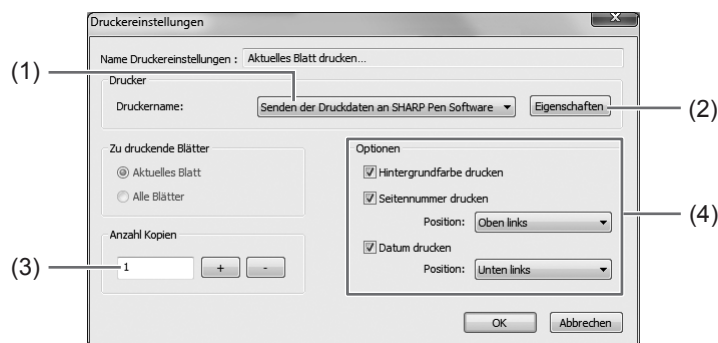 Druckereinstellungen
Name Druckereinstellungen : Aktuelles Blatt drucken...
Drucker
(1)
Druckername: Senden der Druckdaten an SHARP Pen Software Eigenschaften
(2)
Zu druckende Blätter
Aktuelles Blatt
Alle Blätter
Anzahl Kopien
(3)
1 + -
Optionen
Hintergrundfarbe drucken
Seitennummer drucken
Position: Oben links
(4)
Datum drucken
Position: Unten links
OK Abbrechen